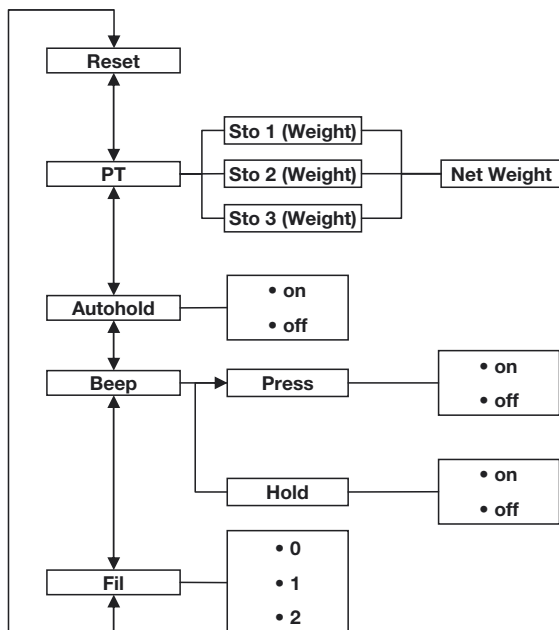 Reset
Sto 1 (Weight)
PT
Sto 2 (Weight)
Net Weight
Sto 3 (Weight)
Autohold
• on
• off
Beep
Press
• on
• off
Hold
• on
• off
Fil
• 0
• 1
• 2